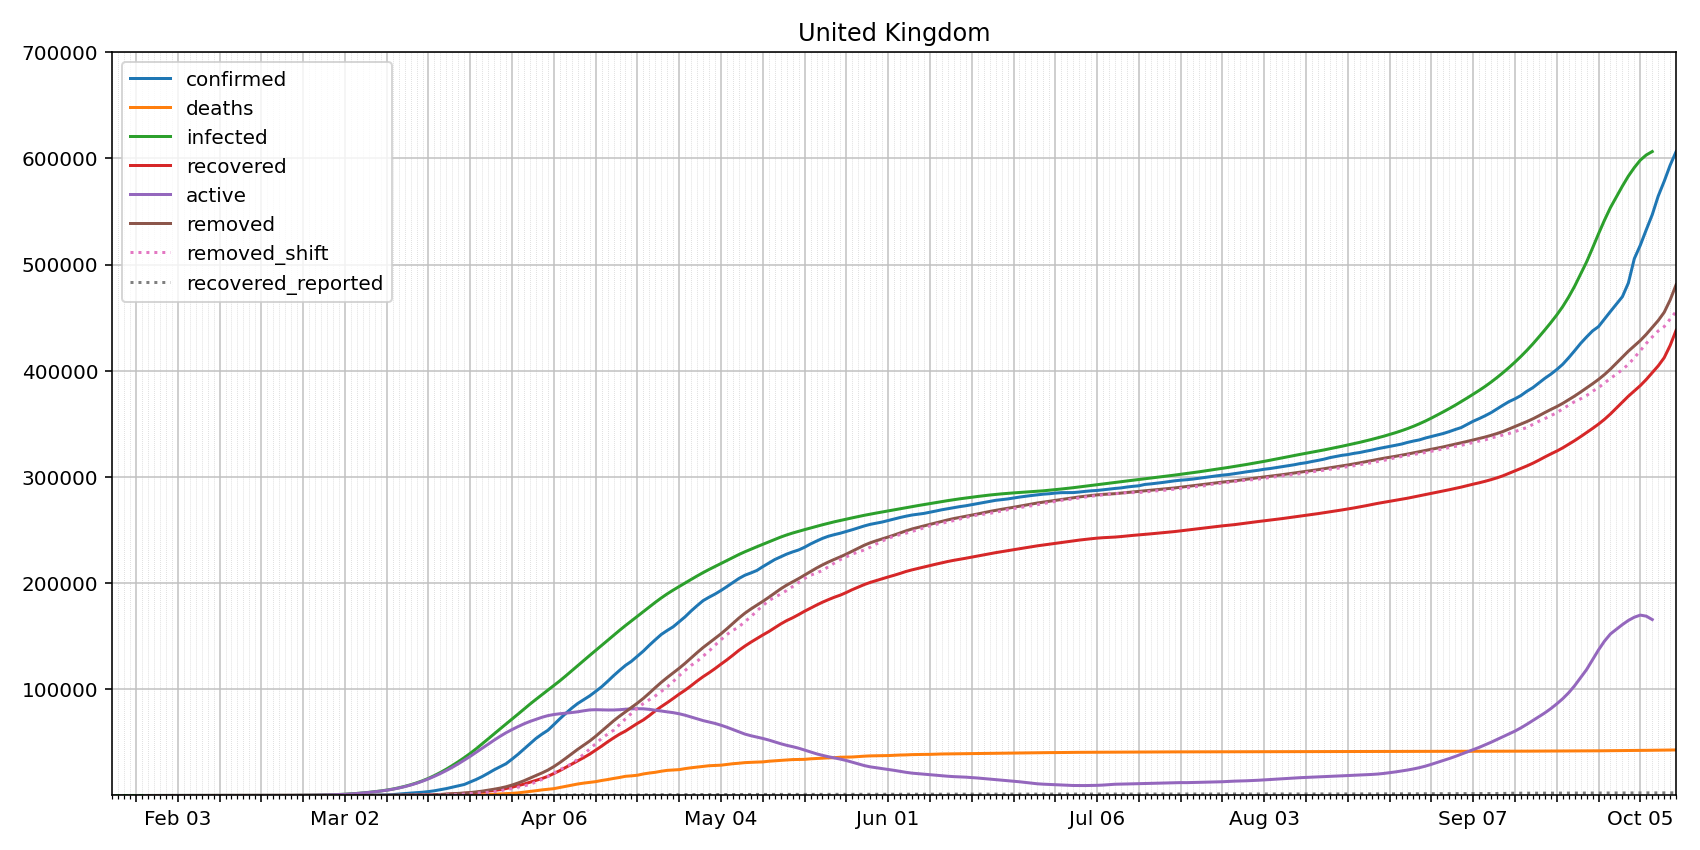 United Kingdom
700000
600000
500000
400000
300000
200000
100000
confirmed
deaths
infected
recovered
active
removed
removed_shift
recovered_reported
Feb 03 Mar 02 Apr 06 May 04 Jun 01 Jul 06 Aug 03 Sep 07 Oct 05